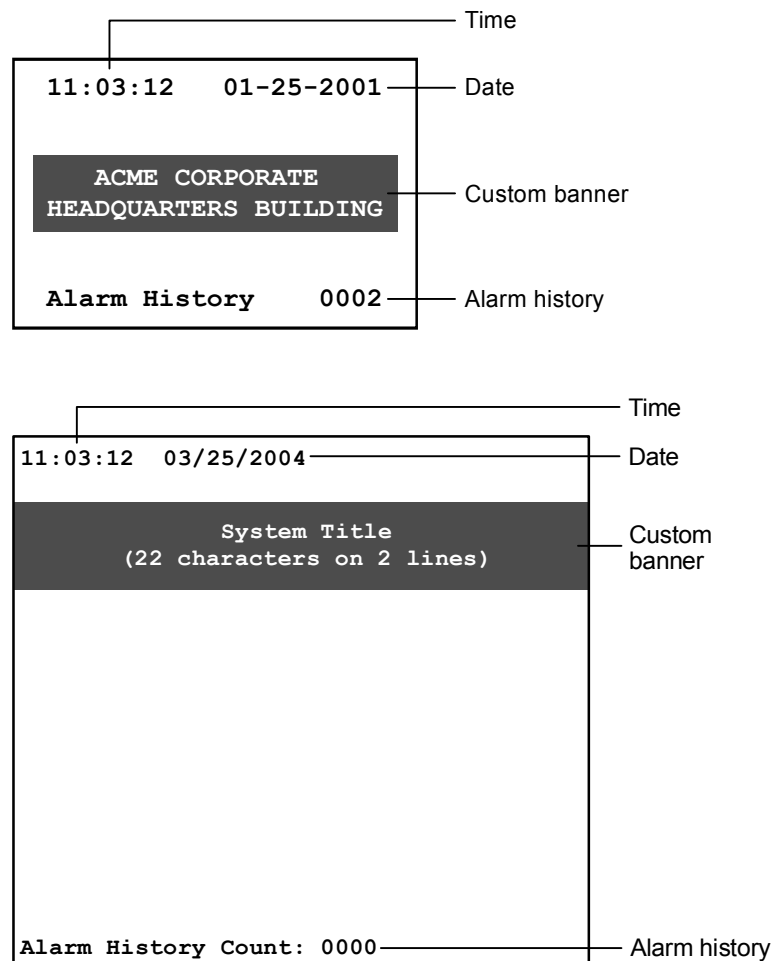 Time
11:03:12 01-25-2001
Date
ACME CORPORATE
HEADQUARTERS BUILDING
Custom banner
Alarm History 0002
Alarm history
Time
11:03:12 03/25/2004
Date
System Title
(22 characters on 2 lines)
Custom
banner
Alarm History Count: 0000
Alarm history